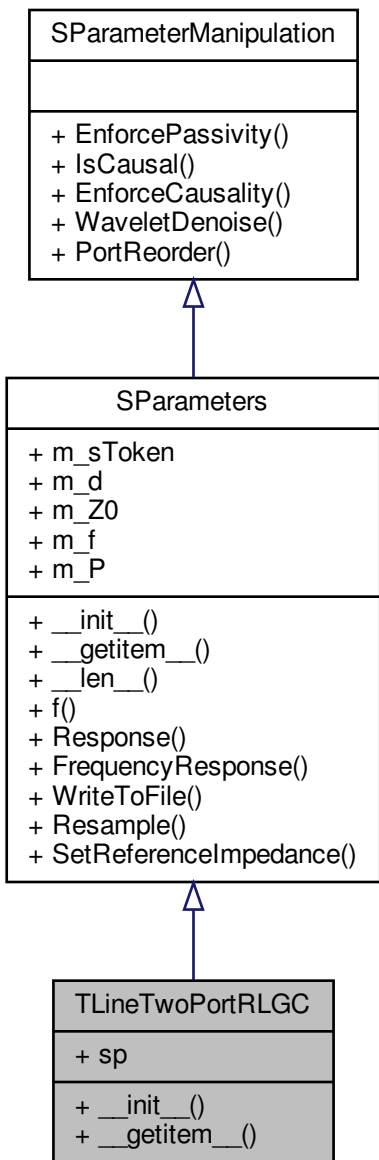 SParameterManipulation
+ EnforcePassivity()
+ IsCausal()
+ EnforceCausality()
+ WaveletDenoise()
+ PortReorder()
SParameters
+ m_sToken
+ m_d
+ m_Z0
+ m_f
+ m_P
+ __init__()
+ __getitem__()
+ __len__()
+ f()
+ Response()
+ FrequencyResponse()
+ WriteToFile()
+ Resample()
+ SetReferenceImpedance()
TLineTwoPortRLGC
+ sp
+ __init__()
+ __getitem__()